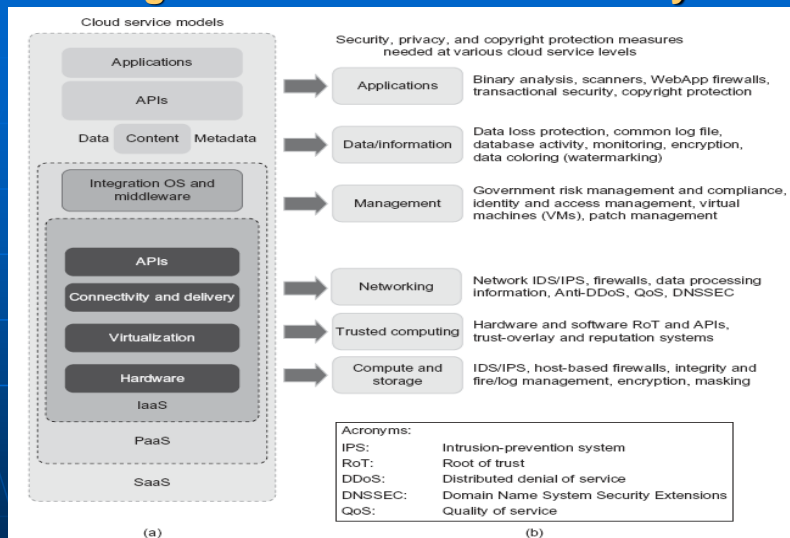 Cloud service models
Applications
APIs
Data Content Metadata
Integration OS and
middleware
APIs
Connectivity and delivery
Virtualization
Hardware
IaaS
PaaS
SaaS
(a)
Security, privacy, and copyright protection measures
needed at various cloud service levels
Applications
Binary analysis, scanners, WebApp firewalls,
transactional security, copyright protection
Data/information
Data loss protection, common log file,
database activity, monitoring, encryption,
data coloring (watermarking)
Management
Government risk management and compliance,
identity and access management, virtual
machines (VMs), patch management
Networking
Network IDS/IPS, firewalls, data processing
information, Anti-DDoS, QoS, DNSSEC
Trusted computing
Hardware and software RoT and APIs,
trust-overlay and reputation systems
Compute and
storage
IDS/IPS, host-based firewalls, integrity and
fire/log management, encryption, masking
Acronyms:
IPS: Intrusion-prevention system
RoT: Root of trust
DDoS: Distributed denial of service
DNSSEC: Domain Name System Security Extensions
QoS: Quality of service
(b)